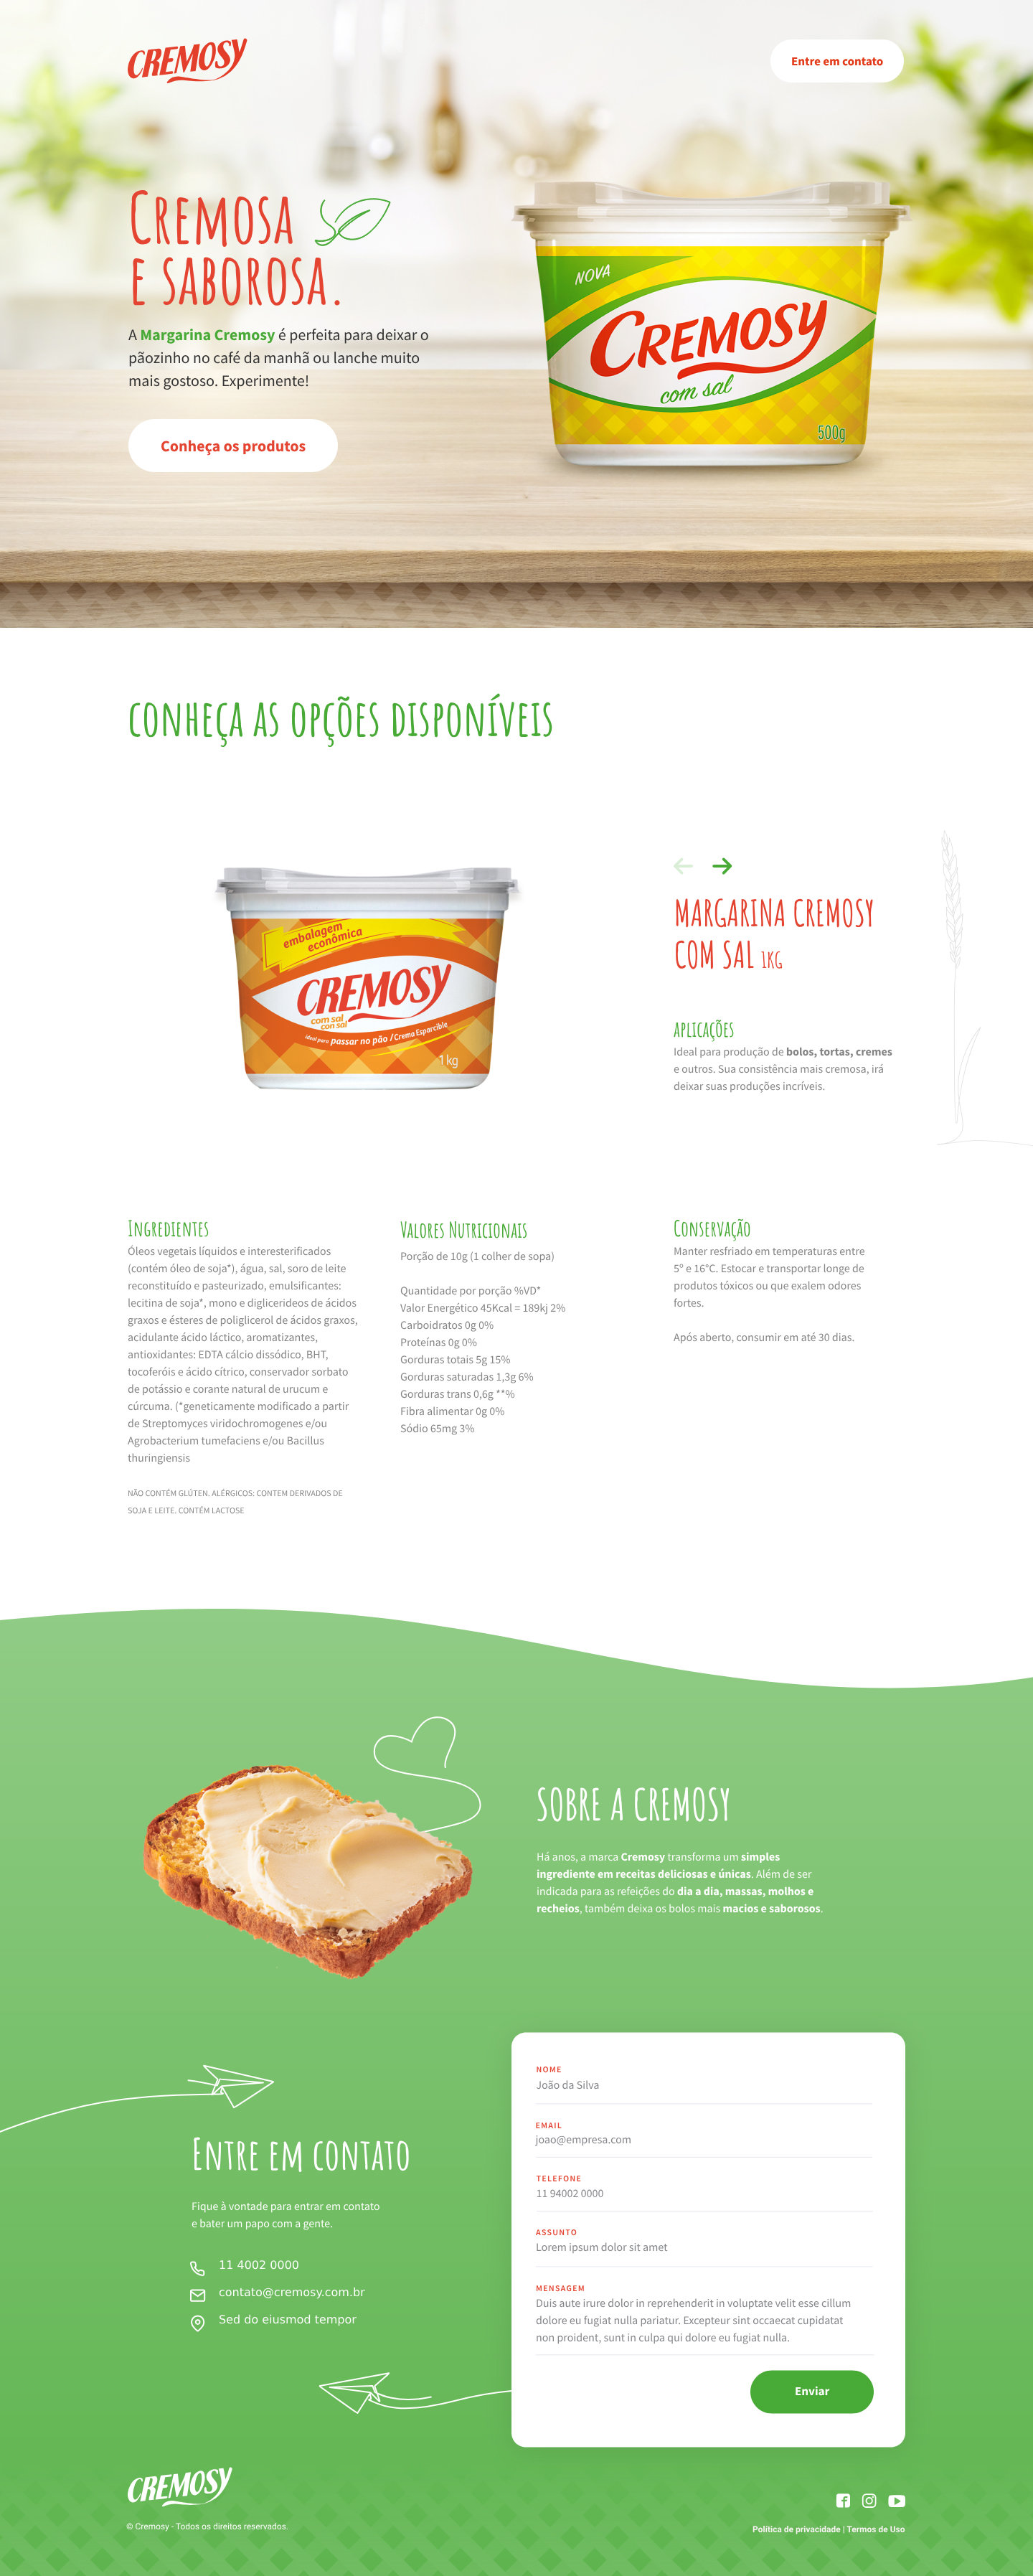 CREMOSY
Entre em contato
Cremosa
e saborosa.
A Margarina Cremosy é perfeita para deixar o
pãozinho no café da manhã ou lanche muito
mais gostoso. Experimente!
Conheça os produtos
NOVA
CREMOSY
com sal
500g
conheça as opções disponíveis
embalagem
econômica
CREMOSY
com sal
con sal
ideal para passar no pão / Crema Esparcible
1 kg
MARGARINA CREMOSY
COM SAL 1KG
aplicações
Ideal para produção de bolos, tortas, cremes
e outros. Sua consistência mais cremosa, irá
deixar suas produções incríveis.
Ingredientes
Óleos vegetais líquidos e interesterificados
(contém óleo de soja*), água, sal, soro de leite
reconstituído e pasteurizado, emulsificantes:
lecitina de soja*, mono e diglicerideos de ácidos
graxos e ésteres de poliglicerol de ácidos graxos,
acidulante ácido láctico, aromatizantes,
antioxidantes: EDTA cálcio dissódico, BHT,
tocoferóis e ácido cítrico, conservador sorbato
de potássio e corante natural de urucum e
cúrcuma. (*geneticamente modificado a partir
de Streptomyces viridochromogenes e/ou
Agrobacterium tumefaciens e/ou Bacillus
thuringiensis
NÃO CONTÉM GLÚTEN. ALÉRGICOS: CONTEM DERIVADOS DE
SOJA E LEITE. CONTÉM LACTOSE
Valores Nutricionais
Porção de 10g (1 colher de sopa)
Quantidade por porção %VD*
Valor Energético 45Kcal = 189kj 2%
Carboidratos 0g 0%
Proteínas 0g 0%
Gorduras totais 5g 15%
Gorduras saturadas 1,3g 6%
Gorduras trans 0,6g **%
Fibra alimentar 0g 0%
Sódio 65mg 3%
Conservação
Manter resfriado em temperaturas entre
5º e 16°C. Estocar e transportar longe de
produtos tóxicos ou que exalem odores
fortes.
Após aberto, consumir em até 30 dias.
SOBRE A CREMOSY
Há anos, a marca Cremosy transforma um simples
ingrediente em receitas deliciosas e únicas. Além de ser
indicada para as refeições do dia a dia, massas, molhos e
recheios, também deixa os bolos mais macios e saborosos.
Entre em contato
Fique à vontade para entrar em contato
e bater um papo com a gente.
11 4002 0000
contato@cremosy.com.br
Sed do eiusmod tempor
NOME
João da Silva
EMAIL
joao@empresa.com
TELEFONE
11 94002 0000
ASSUNTO
Lorem ipsum dolor sit amet
MENSAGEM
Duis aute irure dolor in reprehenderit in voluptate velit esse cillum
dolore eu fugiat nulla pariatur. Excepteur sint occaecat cupidatat
non proident, sunt in culpa qui dolore eu fugiat nulla.
Enviar
CREMOSY
© Cremosy - Todos os direitos reservados.
Política de privacidade | Termos de Uso